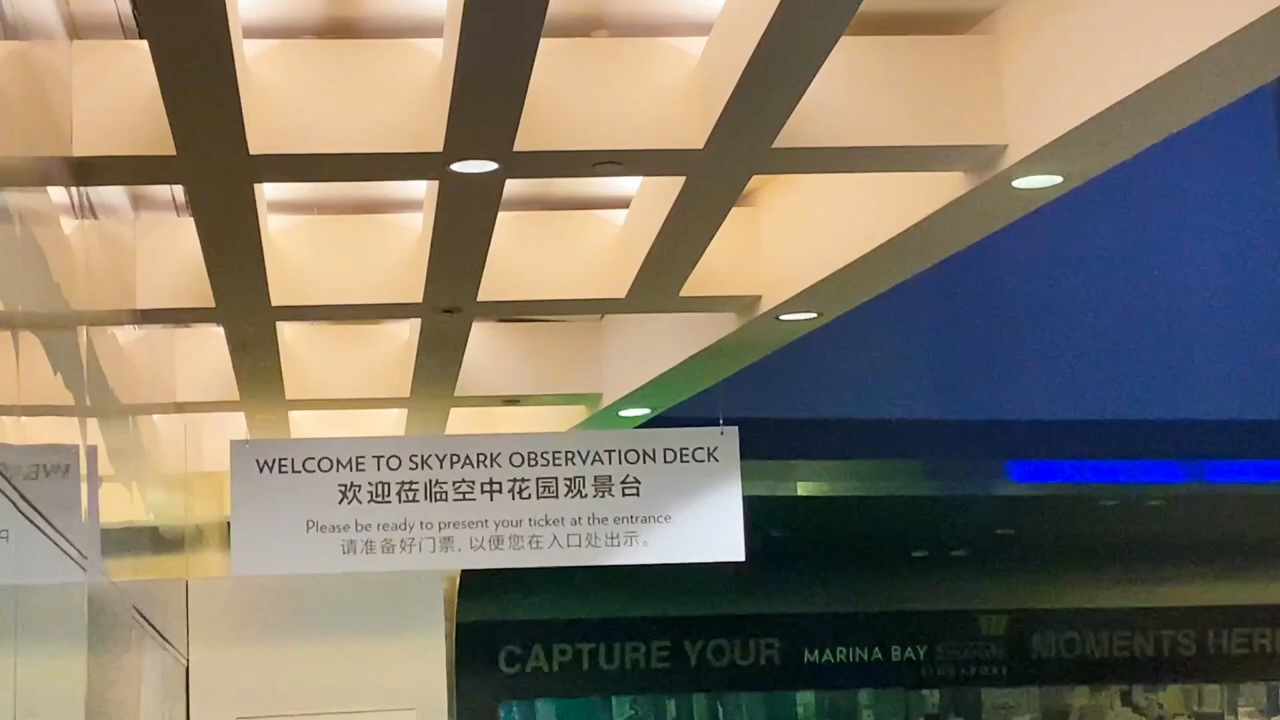 WELCOME TO SKYPARK OBSERVATION DECK
欢迎莅临空中花园观景台
Please be ready to present your ticket at the entrance
请准备好门票, 以便您在入口处出示。
CAPTURE YOUR MARINA BAY Sands MOMENTS HERE
SINGAPORE